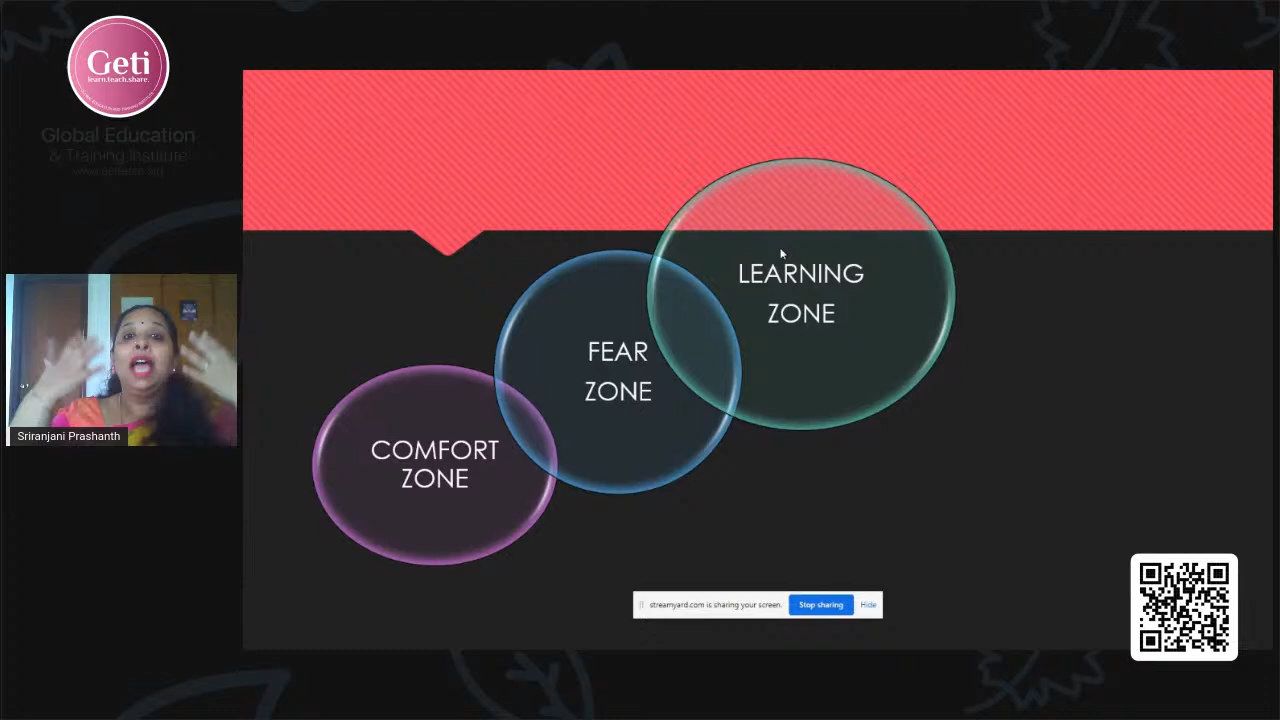 Geti
learn.teach.share.
Global Education
& Training Institute
Sriranjani Prashanth
LEARNING
ZONE
FEAR
ZONE
COMFORT
ZONE
streamyard.com is sharing your screen.
Stop sharing
Hide